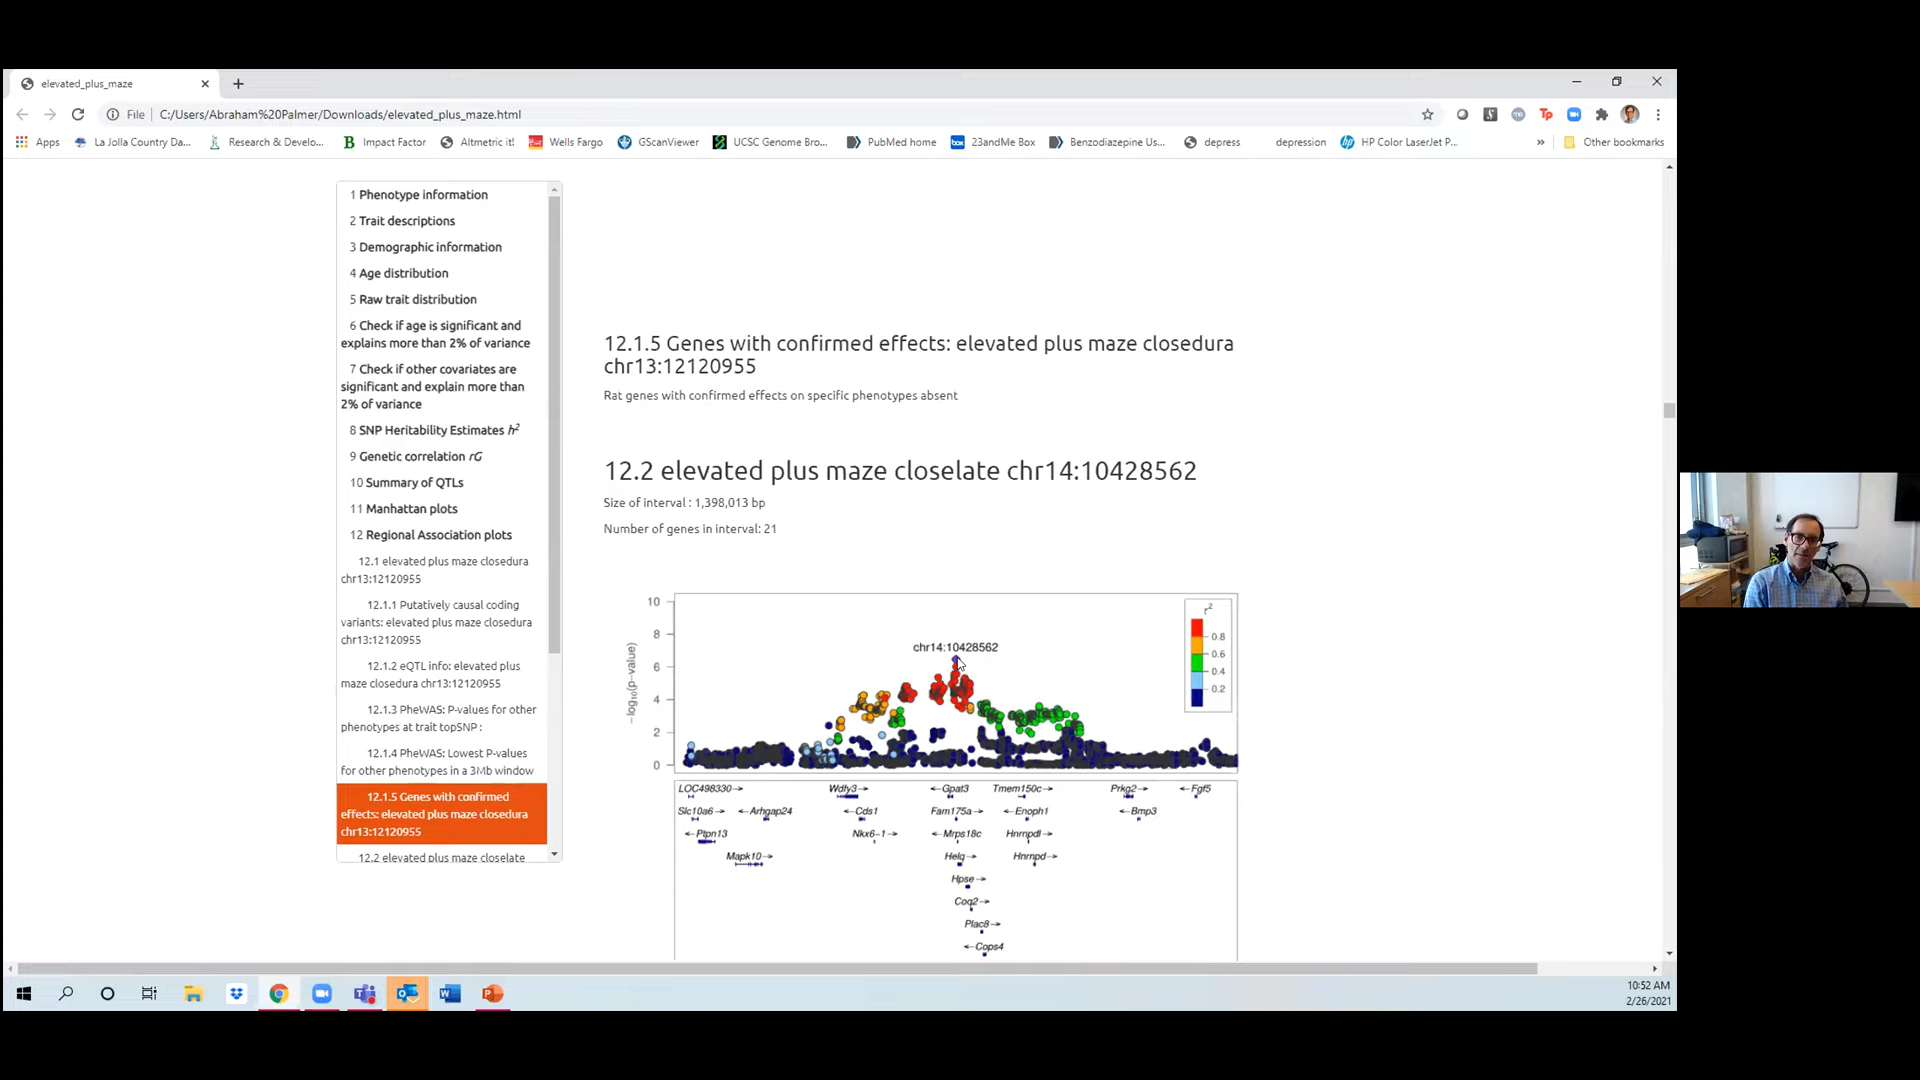 elevated_plus_maze
File C:/Users/Abraham%20Palmer/Downloads/elevated_plus_maze.html
Apps La Jolla Country Da... Research & Develo... Impact Factor Altmetric it! Wells Fargo GScanViewer UCSC Genome Bro... PubMed home 23andMe Box Benzodiazepine Us... depress depression HP Color LaserJet P... » Other bookmarks
1 Phenotype information
2 Trait descriptions
3 Demographic information
4 Age distribution
5 Raw trait distribution
6 Check if age is significant and
explains more than 2% of variance
7 Check if other covariates are
significant and explain more than
2% of variance
8 SNP Heritability Estimates h²
9 Genetic correlation rG
10 Summary of QTLs
11 Manhattan plots
12 Regional Association plots
12.1 elevated plus maze closedura
chr13:12120955
12.1.1 Putatively causal coding
variants: elevated plus maze closedura
chr13:12120955
12.1.2 eQTL info: elevated plus
maze closedura chr13:12120955
12.1.3 PheWAS: P-values for other
phenotypes at trait topSNP :
12.1.4 PheWAS: Lowest P-values
for other phenotypes in a 3Mb window
12.1.5 Genes with confirmed
effects: elevated plus maze closedura
chr13:12120955
12.2 elevated plus maze closelate
12.1.5 Genes with confirmed effects: elevated plus maze closedura
chr13:12120955
Rat genes with confirmed effects on specific phenotypes absent
12.2 elevated plus maze closelate chr14:10428562
Size of interval : 1,398,013 bp
Number of genes in interval: 21
10
8
6
4
2
0
−log10(p−value)
chr14:10428562
r²
0.8
0.6
0.4
0.2
LOC498330→ Wdfy3→ ←Gpat3 Tmem150c→ Prkg2→ ←Fgf5
Slc10a6→ ←Arhgap24 ←Cds1 Fam175a→ ←Enoph1 ←Bmp3
←Ptpn13 Nkx6−1→ ←Mrps18c Hnrnpdl→
Mapk10→ Helq→ Hnrnpd→
Hpse→
Coq2→
Plac8→
←Cops4
10:52 AM
2/26/2021